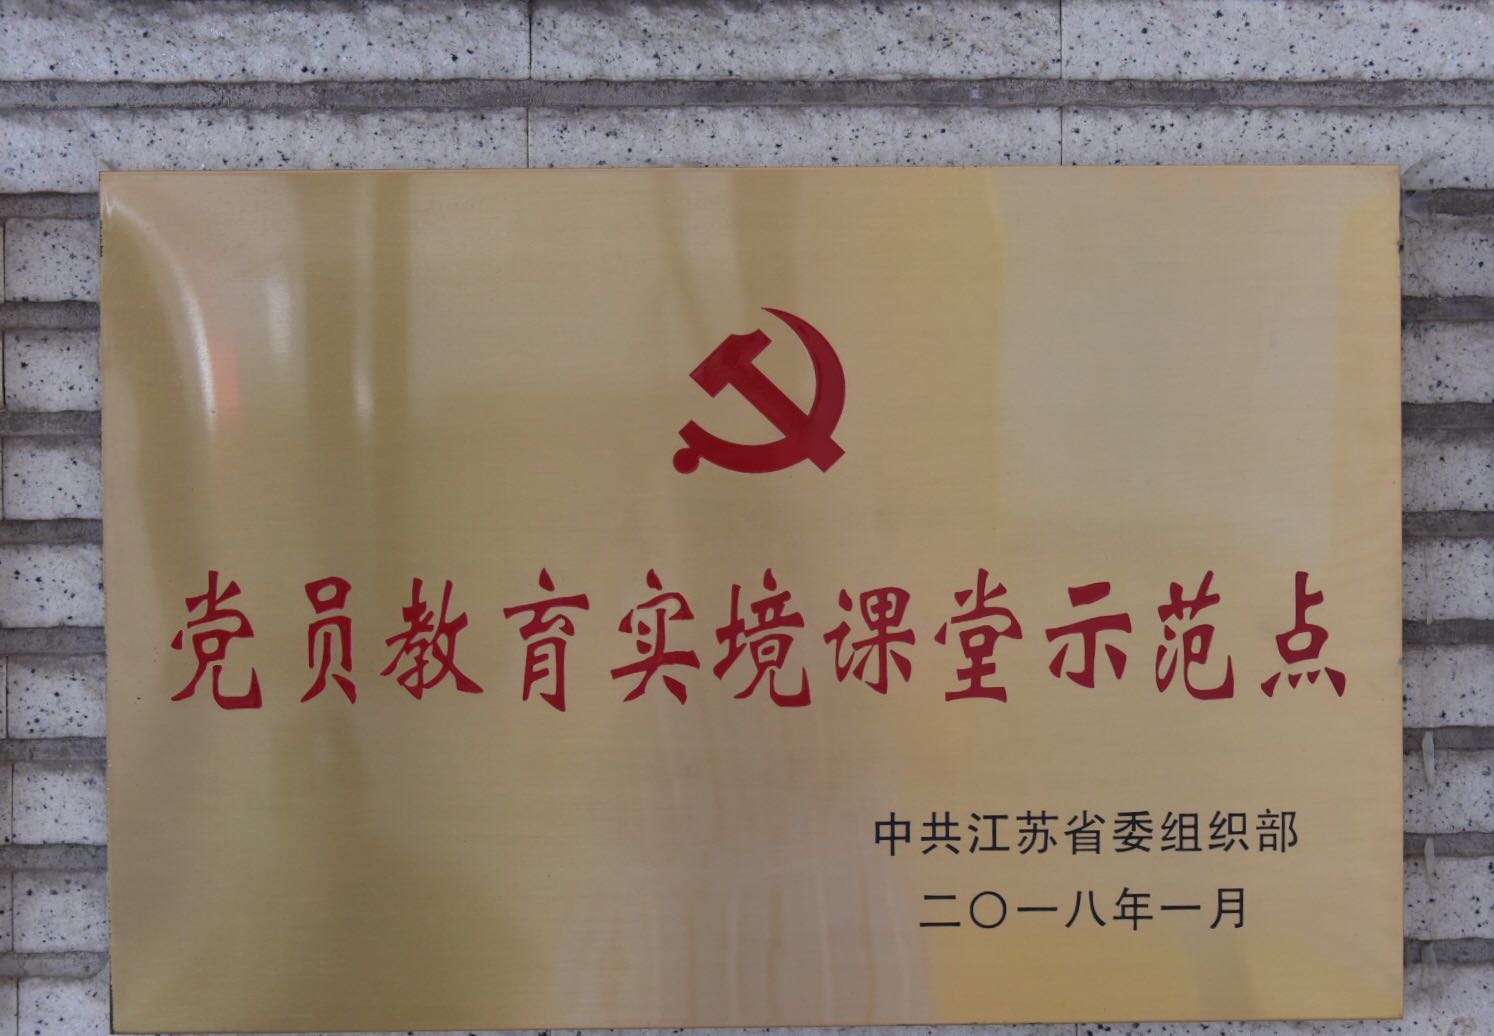 党员教育实境课堂示范点
中共江苏省委组织部
二〇一八年一月